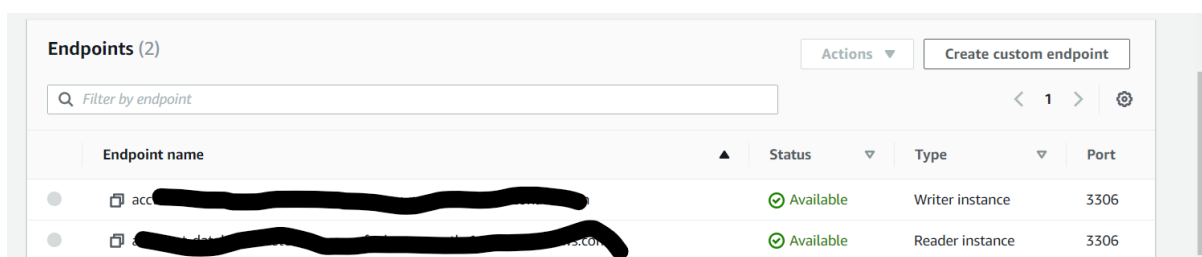 Endpoints (2)
Actions
Create custom endpoint
Filter by endpoint
1
Endpoint name Status Type Port
Available Writer instance 3306
Available Reader instance 3306